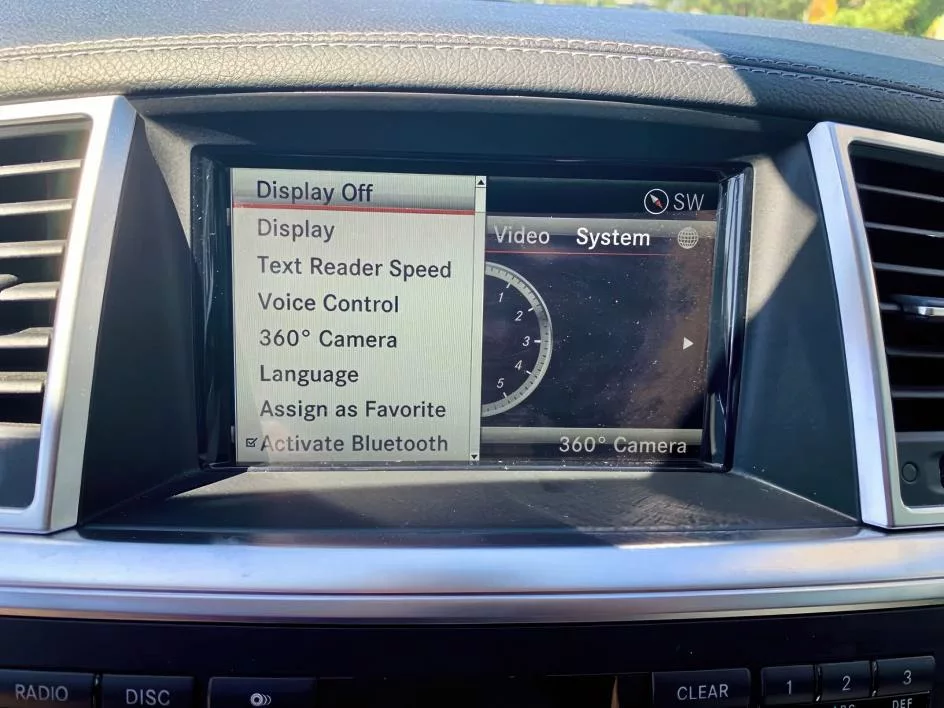 Display Off
Display
Text Reader Speed
Voice Control
360° Camera
Language
Assign as Favorite
Activate Bluetooth
SW
Video System
1
2
3
4
5
360° Camera
RADIO DISC CLEAR 1 2 3
DEF